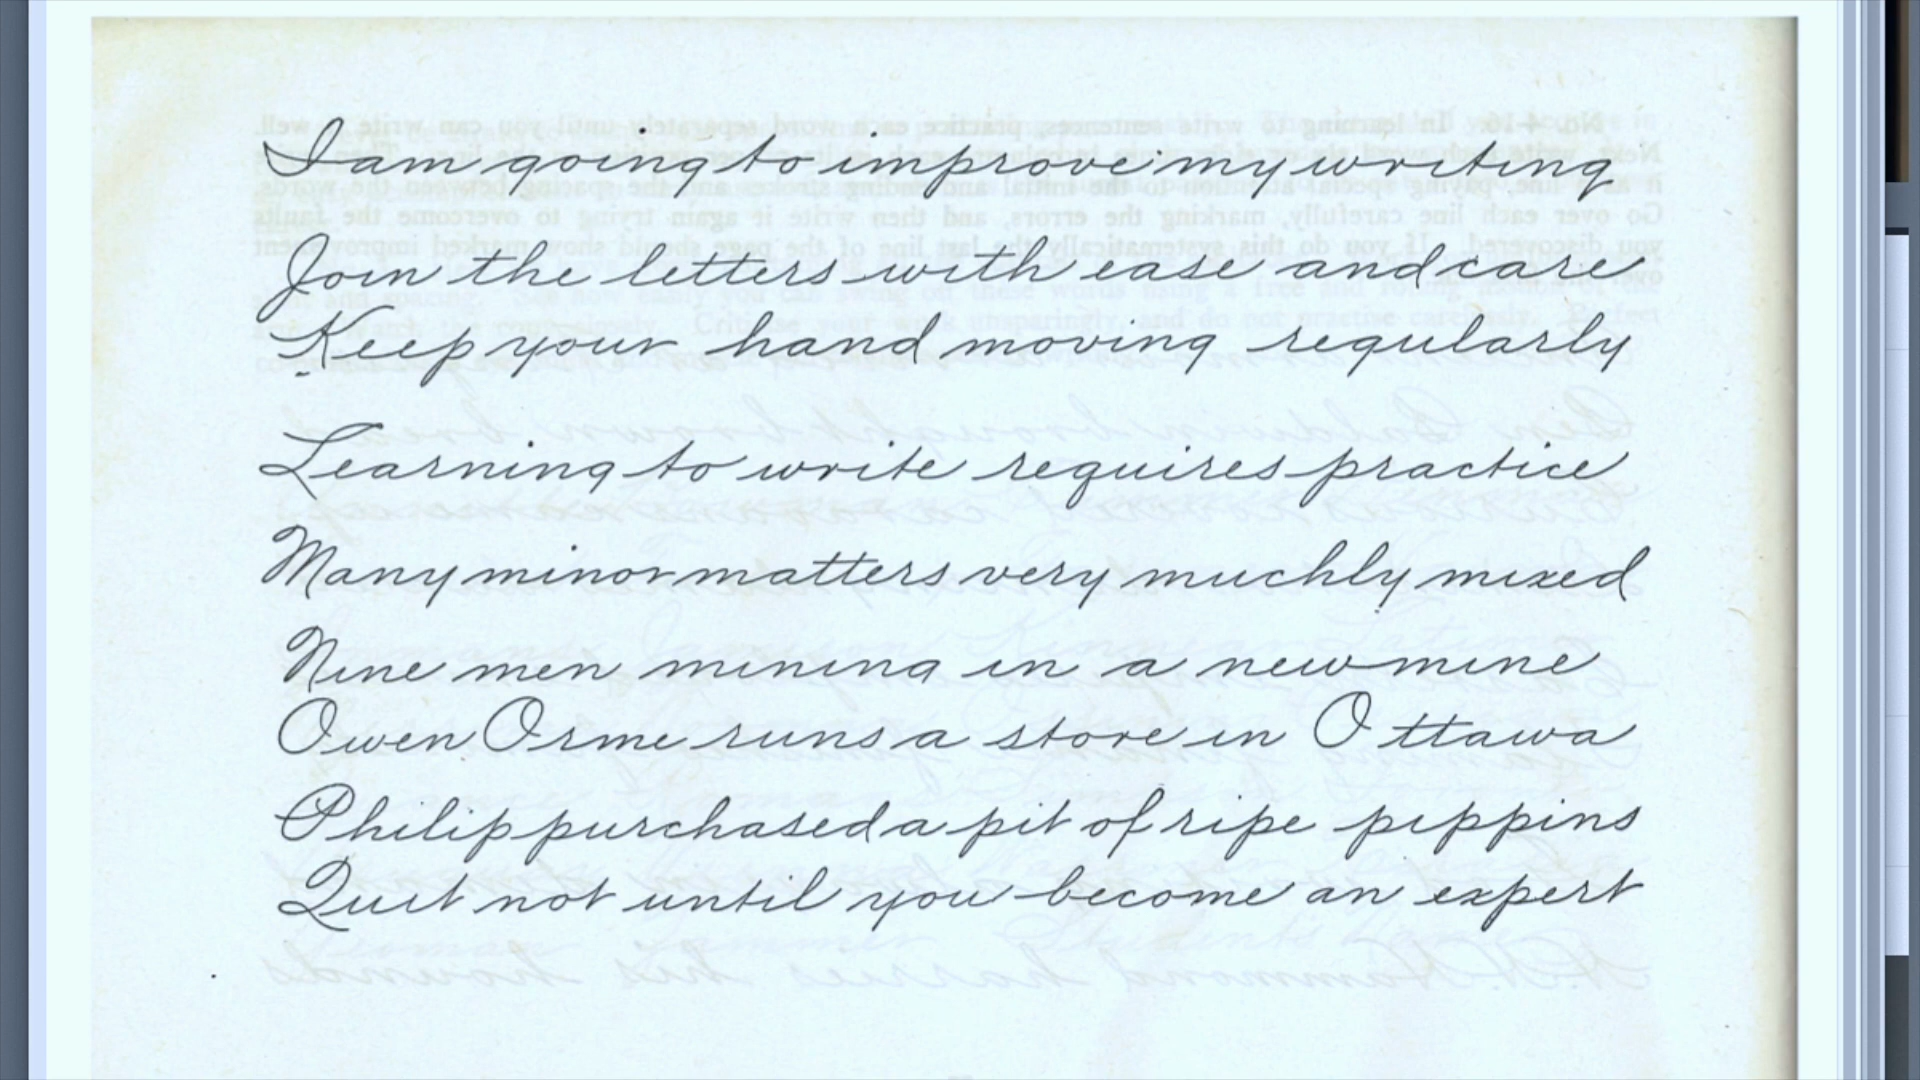 I am going to improve my writing
Join the letters with ease and care
Keep your hand moving regularly
Learning to write requires practice
Many minor matters very muchly mixed
Nine men mining in a new mine
Owen Orme runs a store in Ottawa
Philip purchased a pit of ripe pippins
Quit not until you become an expert